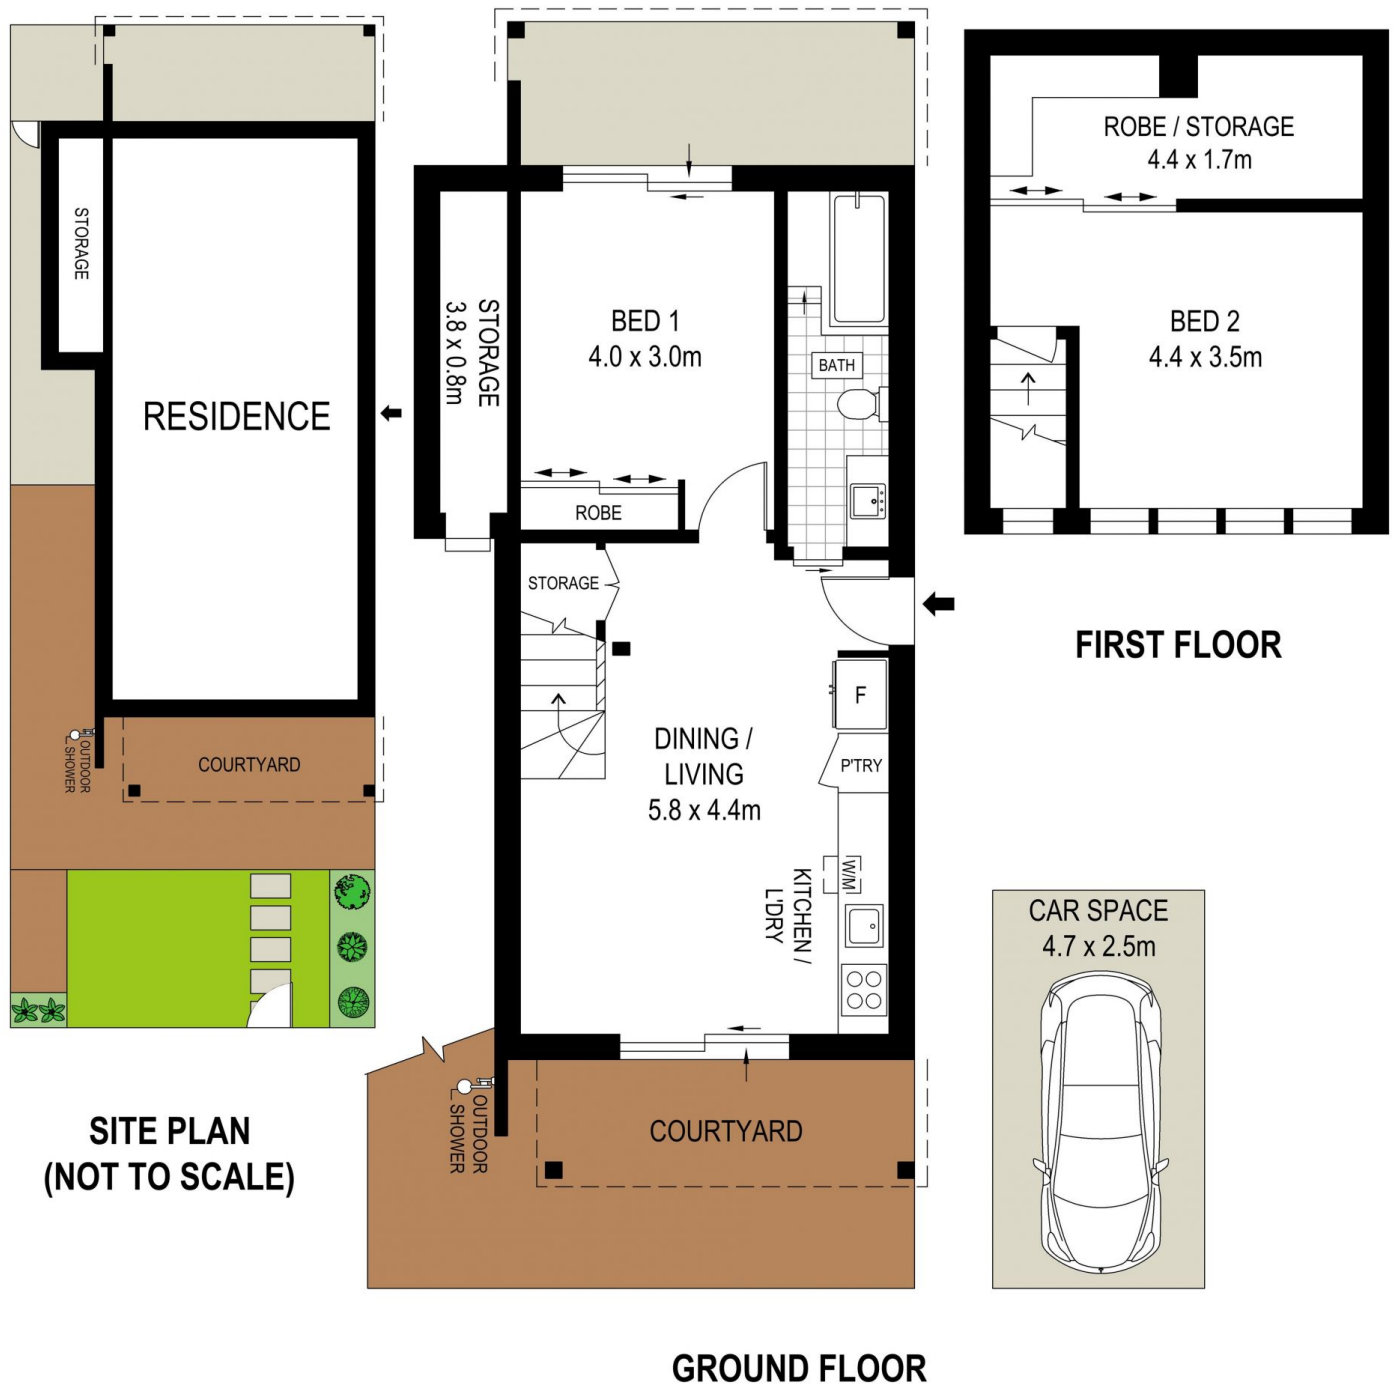 STORAGE
RESIDENCE
OUTDOOR
SHOWER
COURTYARD
SITE PLAN
(NOT TO SCALE)
STORAGE
3.8 x 0.8m
BED 1
4.0 x 3.0m
BATH
ROBE
STORAGE
F
P'TRY
DINING /
LIVING
5.8 x 4.4m
W/M
KITCHEN /
L'DRY
OUTDOOR
SHOWER
COURTYARD
GROUND FLOOR
ROBE / STORAGE
4.4 x 1.7m
BED 2
4.4 x 3.5m
FIRST FLOOR
CAR SPACE
4.7 x 2.5m